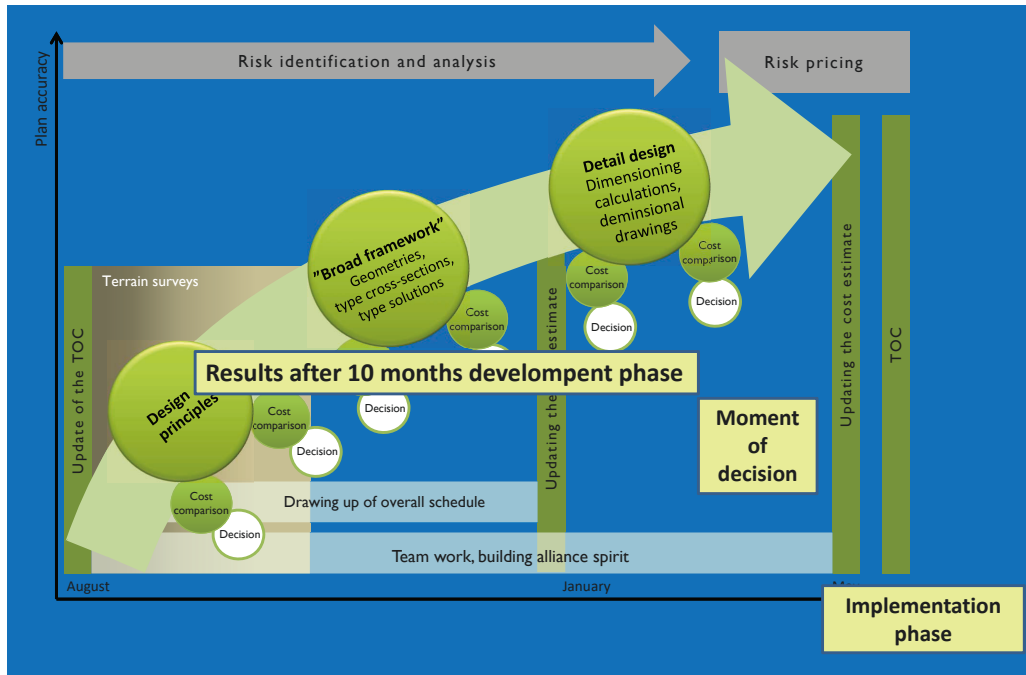 Risk identification and analysis
Risk pricing
Plan accuracy
Detail design
Dimensioning
calculations,
deminsional
drawings
"Broad framework"
Geometries,
type cross-sections,
type solutions
Terrain surveys
Cost
comparison
Cost
comparison
Decision
Decision
Cost
comparison
Update of the TOC
Results after 10 months develompent phase
Design
principles
Cost
comparison
Decision
Decision
Updating the
estimate
Moment
of
decision
Updating the cost estimate
TOC
Drawing up of overall schedule
Cost
comparison
Decision
Team work, building alliance spirit
August
January
Implementation
phase